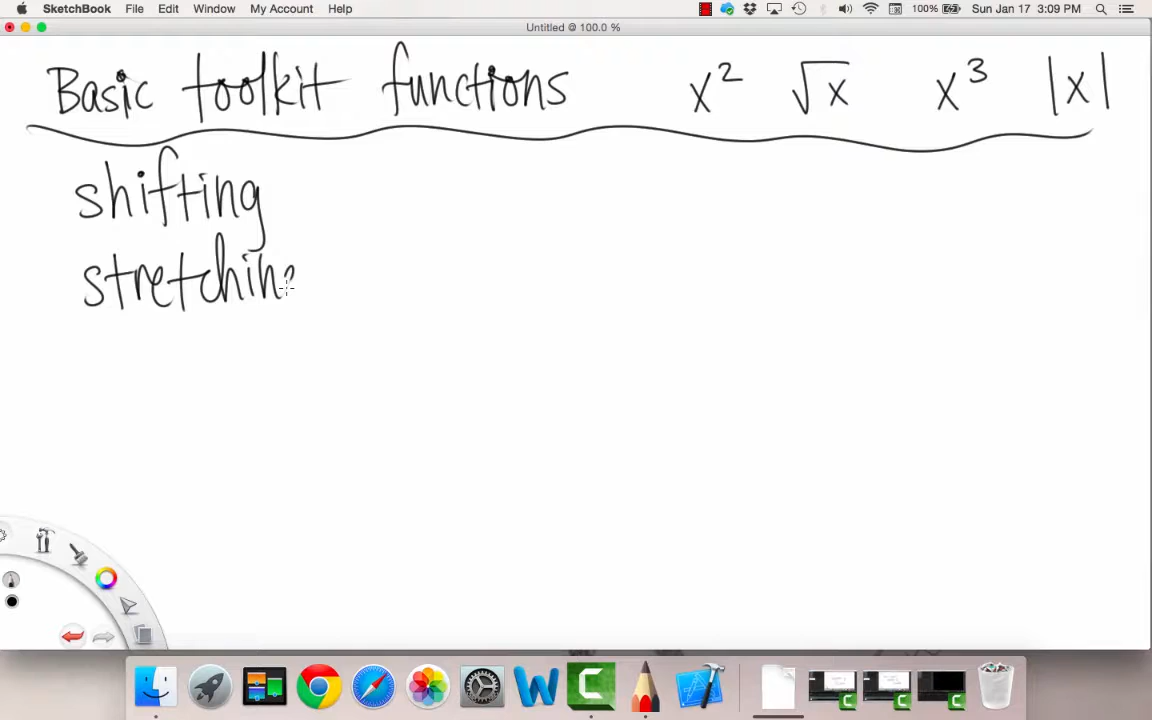 SketchBook File Edit Window My Account Help 100% Sun Jan 17 3:09 PM
Untitled @ 100.0 %
Basic toolkit functions x² √x x³ |x|
shifting
stretchin